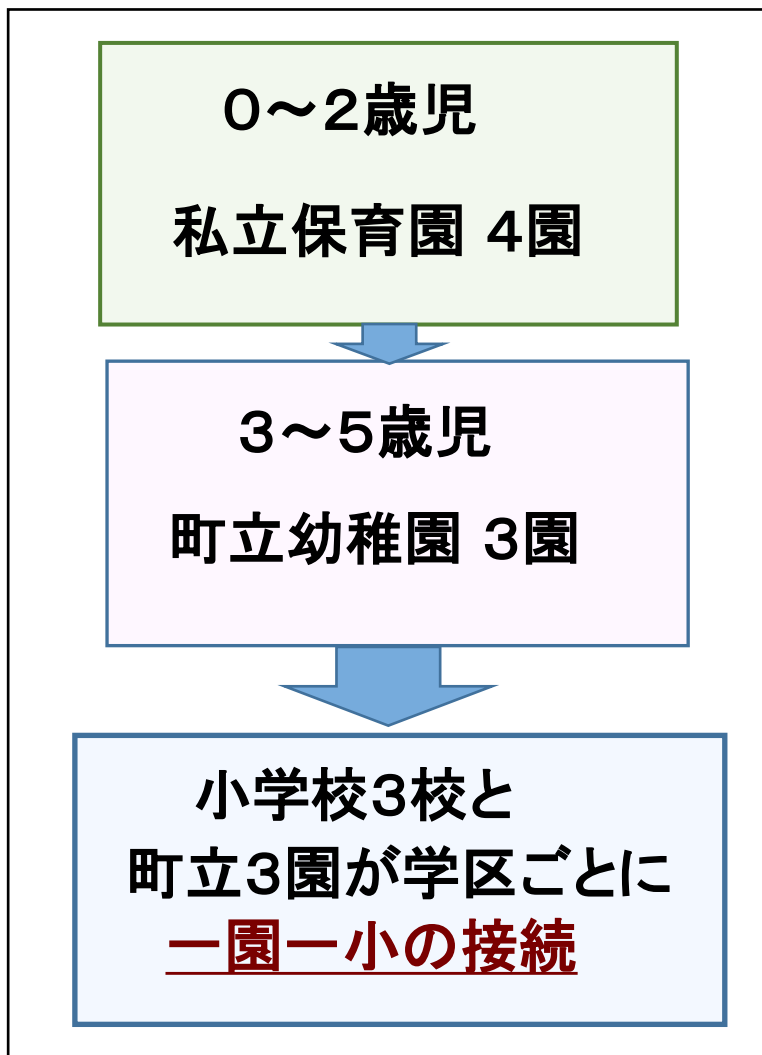 0～2歳児
私立保育園 4園
3～5歳児
町立幼稚園 3園
小学校3校と
町立3園が学区ごとに
一園一小の接続